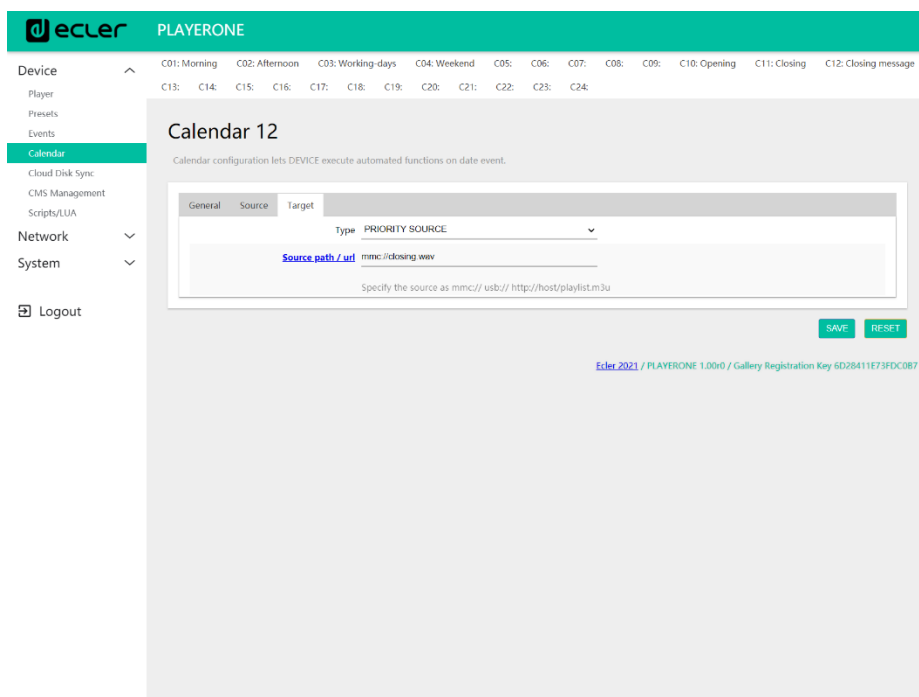 ecler
PLAYERONE
Device
Player
Presets
Events
Calendar
Cloud Disk Sync
CMS Management
Scripts/LUA
Network
System
Logout
C01: Morning C02: Afternoon C03: Working-days C04: Weekend C05: C06: C07: C08: C09: C10: Opening C11: Closing C12: Closing message
C13: C14: C15: C16: C17: C18: C19: C20: C21: C22: C23: C24:
Calendar 12
Calendar configuration lets DEVICE execute automated functions on date event.
General Source Target
Type PRIORITY SOURCE
Source path / url mmc://closing.wav
Specify the source as mmc:// usb:// http://host/playlist.m3u
SAVE RESET
Ecler 2021 / PLAYERONE 1.00r0 / Gallery Registration Key 6D28411E73FDC0B7